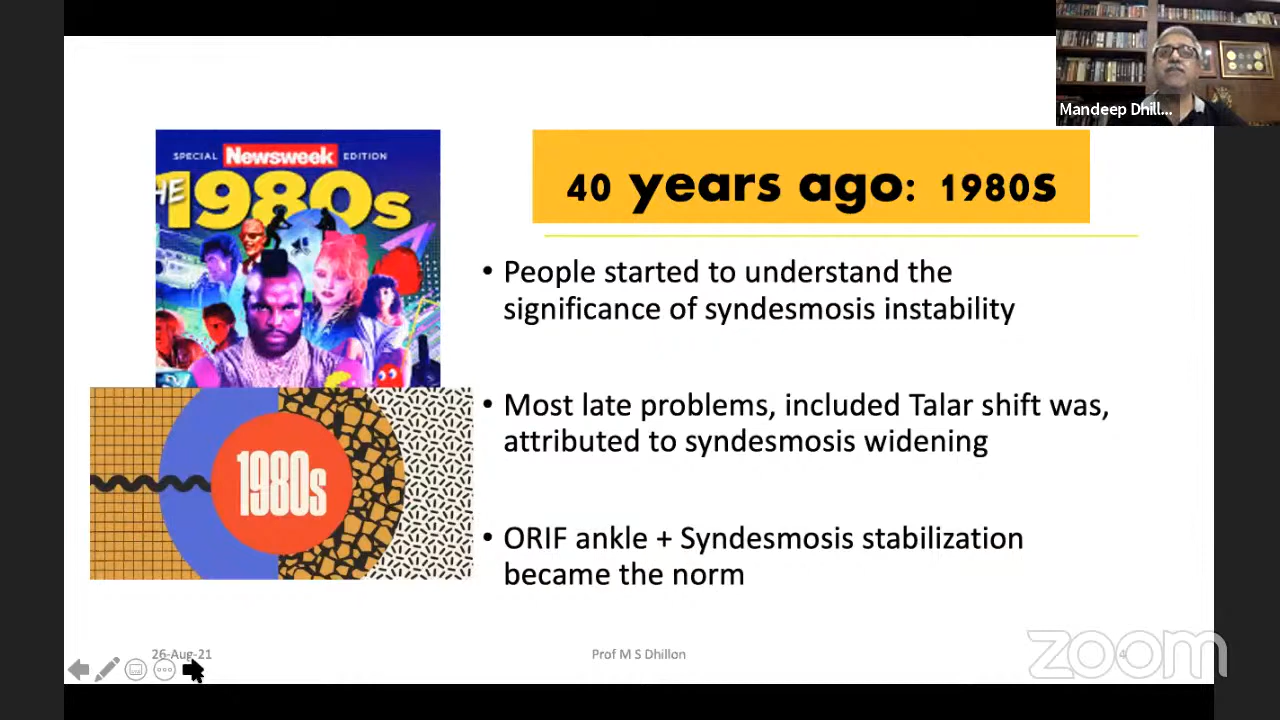 Mandeep Dhill...
SPECIAL Newsweek EDITION
HE 1980s
40 years ago: 1980s
• People started to understand the
significance of syndesmosis instability
• Most late problems, included Talar shift was,
attributed to syndesmosis widening
1980s
• ORIF ankle + Syndesmosis stabilization
became the norm
26-Aug-21
Prof M S Dhillon
4
zoom